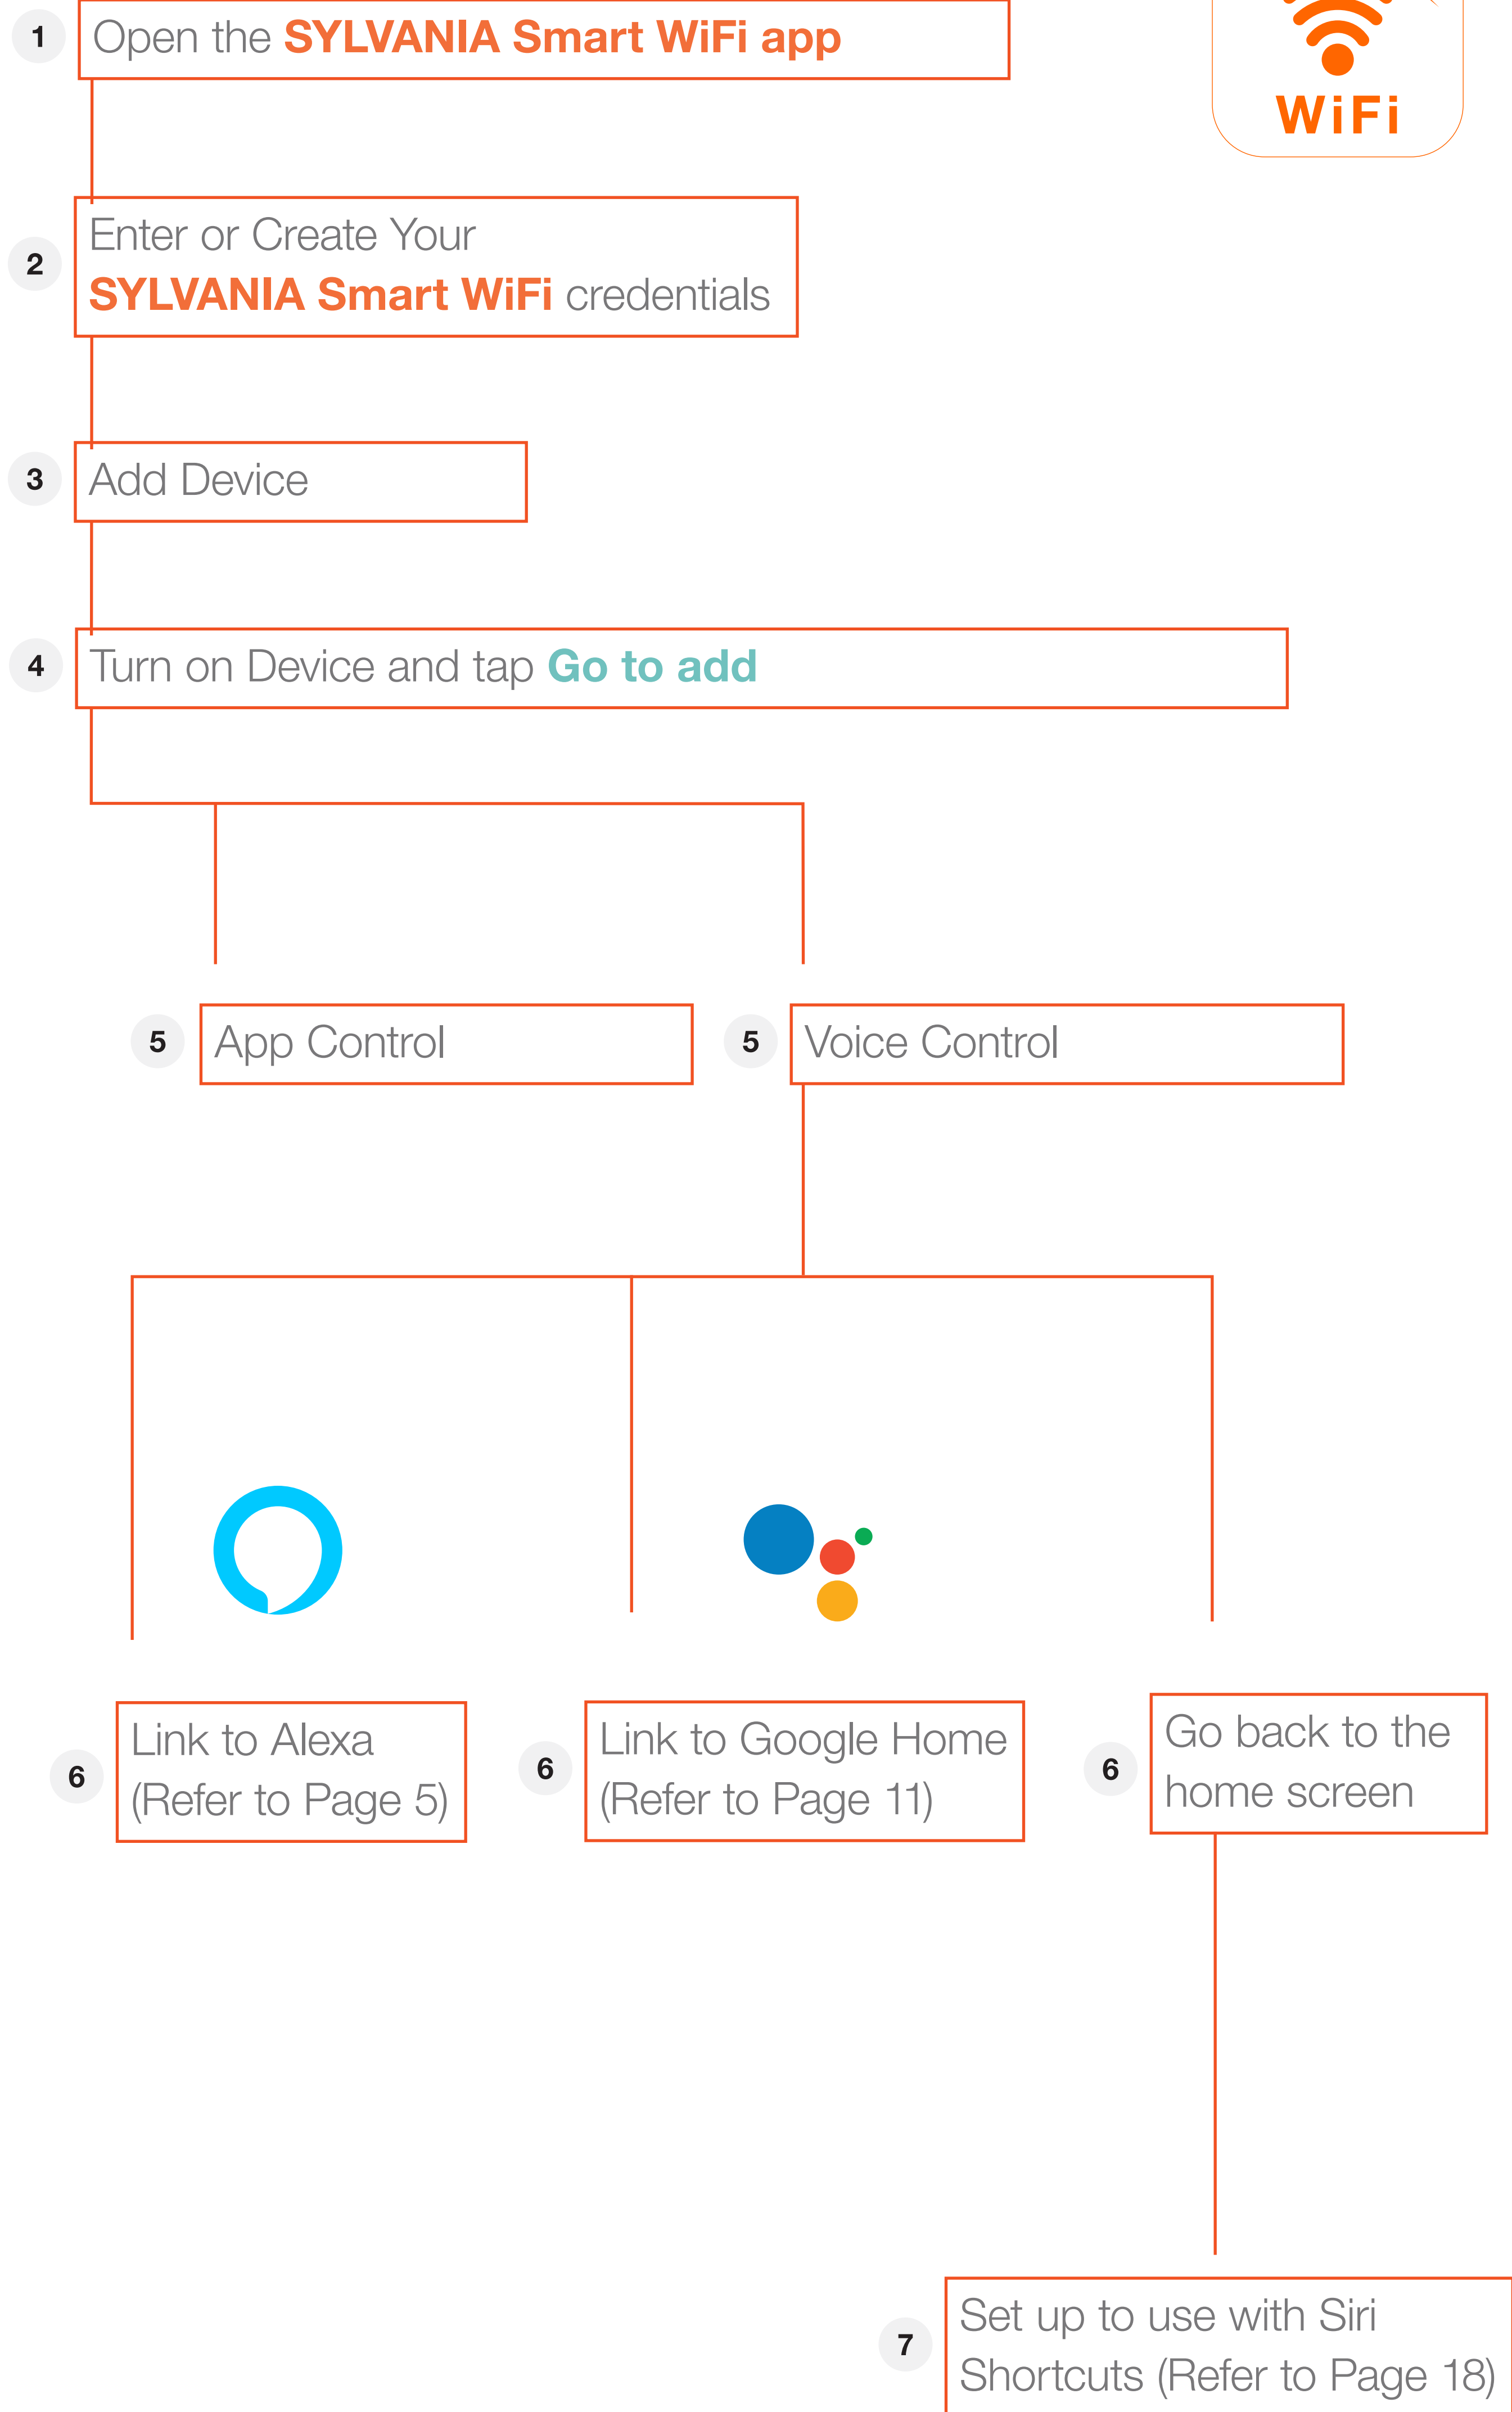 WiFi
1
Open the SYLVANIA Smart WiFi app
2
Enter or Create Your
SYLVANIA Smart WiFi credentials
3
Add Device
4
Turn on Device and tap Go to add
5
App Control
5
Voice Control
6
Link to Alexa
(Refer to Page 5)
6
Link to Google Home
(Refer to Page 11)
6
Go back to the
home screen
7
Set up to use with Siri
Shortcuts (Refer to Page 18)